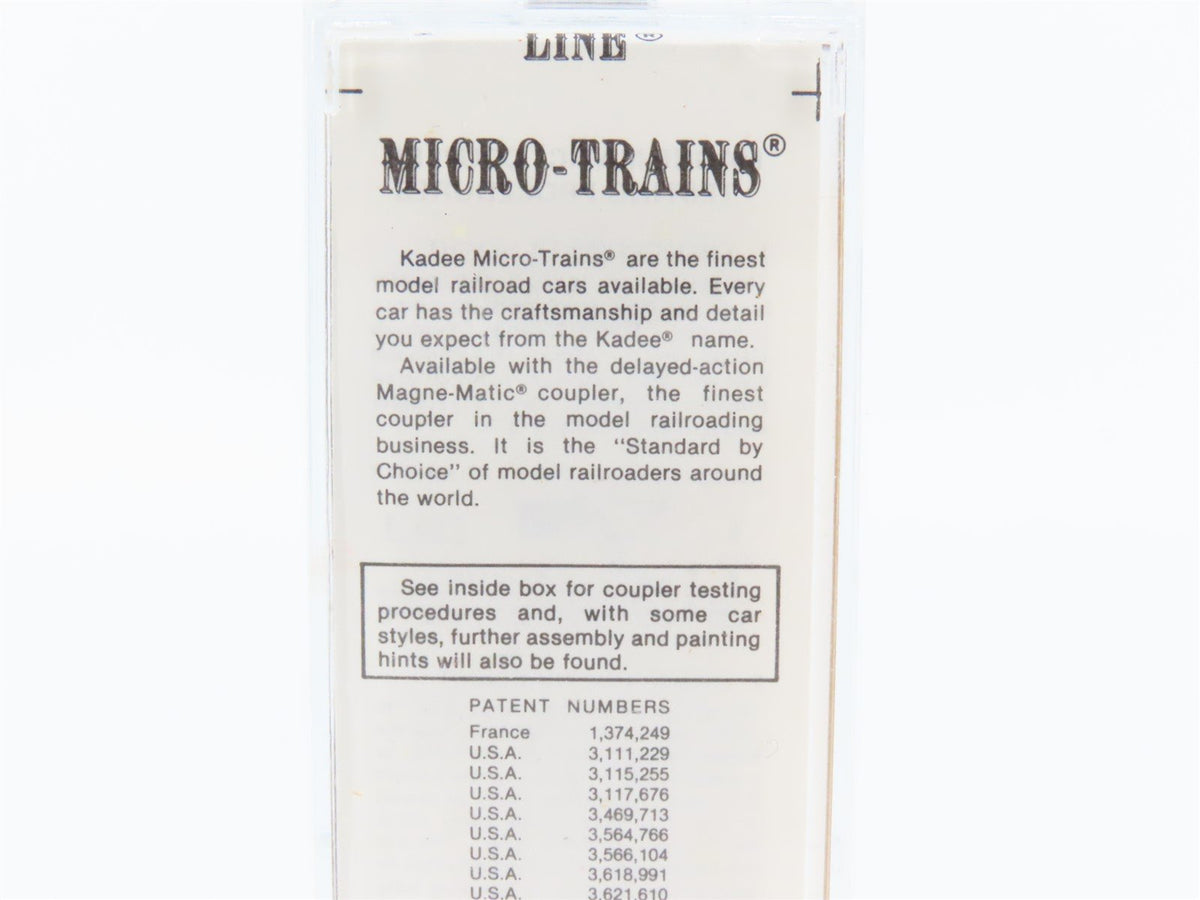 LINE®
MICRO-TRAINS®
Kadee Micro-Trains® are the finest
model railroad cars available. Every
car has the craftsmanship and detail
you expect from the Kadee® name.
Available with the delayed-action
Magne-Matic® coupler, the finest
coupler in the model railroading
business. It is the "Standard by
Choice" of model railroaders around
the world.
See inside box for coupler testing
procedures and, with some car
styles, further assembly and painting
hints will also be found.
PATENT NUMBERS
France 1,374,249
U.S.A. 3,111,229
U.S.A. 3,115,255
U.S.A. 3,117,676
U.S.A. 3,469,713
U.S.A. 3,564,766
U.S.A. 3,566,104
U.S.A. 3,618,991
U.S.A. 3,621,610